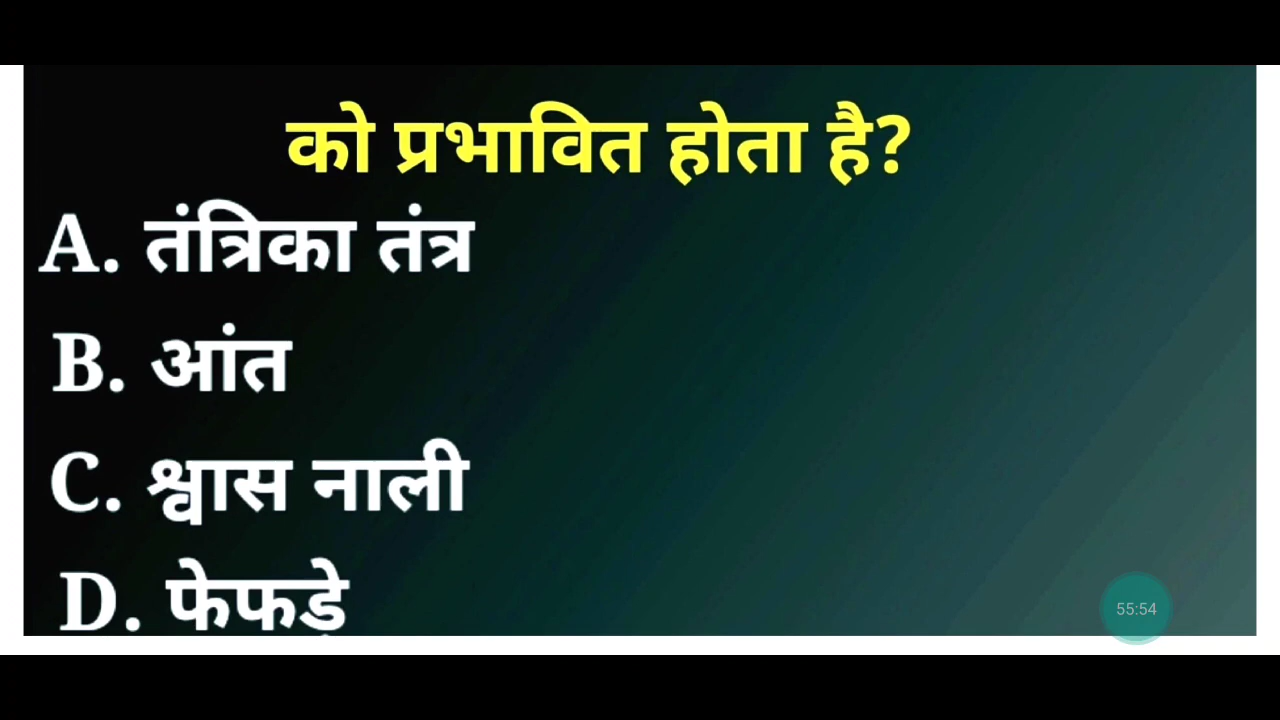 को प्रभावित होता है?
A. तंत्रिका तंत्र
B. आंत
C. श्वास नाली
D. फेफड़े
55:54